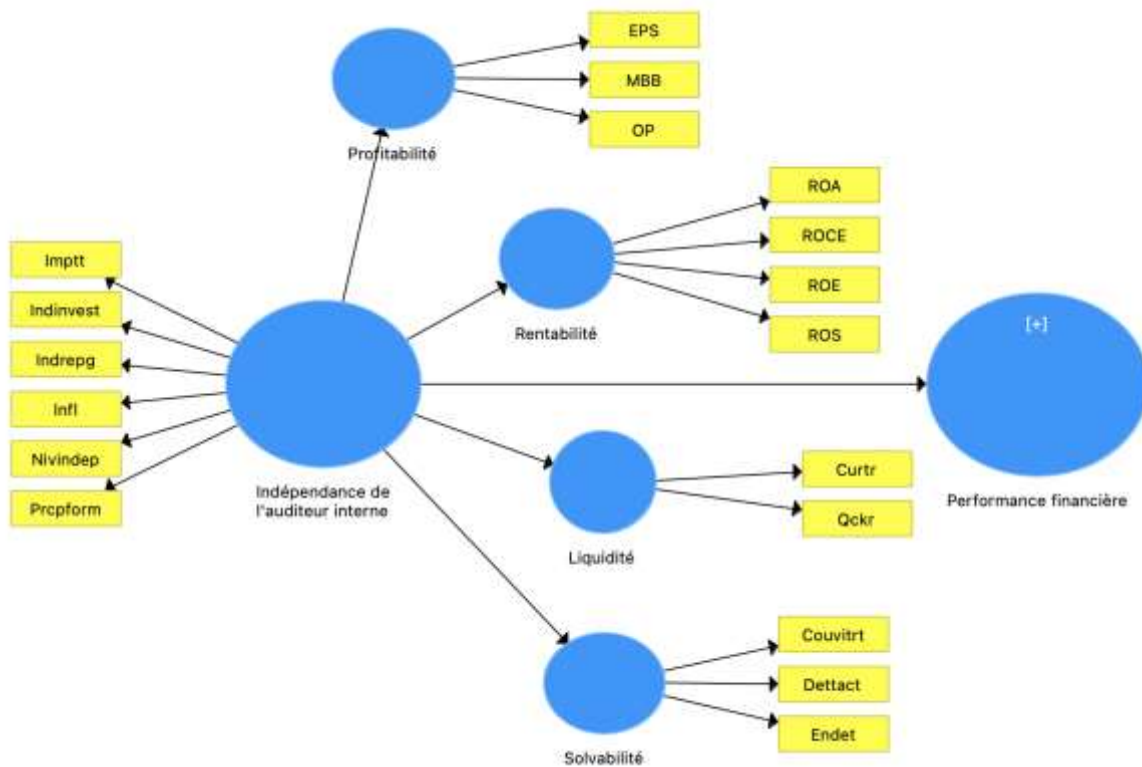 EPS
MBB
OP
Profitabilité
ROA
ROCE
ROE
ROS
Rentabilité
Imptt
Indinvest
Indrepg
Infl
Nivindep
Prcpform
Indépendance de
l'auditeur interne
[+]
Performance financière
Curtr
Qckr
Liquidité
Couvitrt
Dettact
Endet
Solvabilité